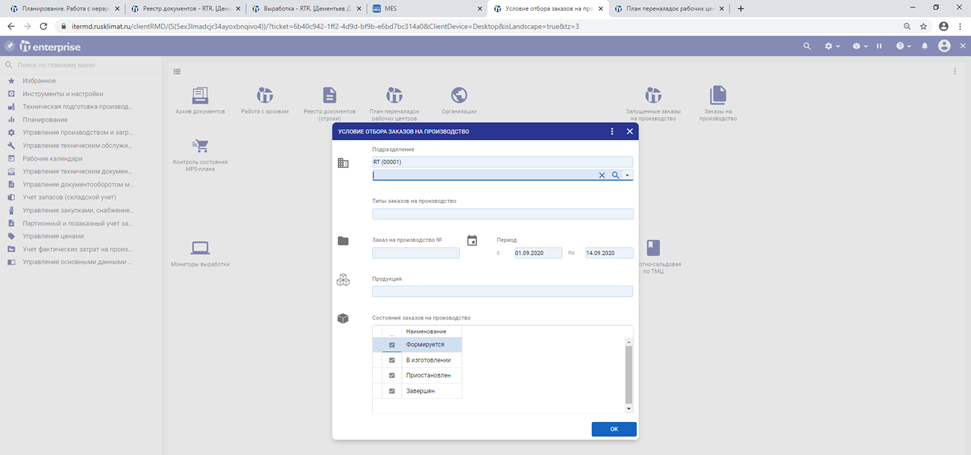 Планирование. Работа с иерар
Реестр документов - RTR, [Демен
Выработка - RTR, [Дементьев Д
MES
Условие отбора заказов на про
План переналадок рабочих цен
itermd.rusklimat.ru/clientRMD/(S(5ex3lmadcjr34ayoxbnqivo4))/?ticket=6b40c942-1ff2-4d9d-bf9b-e6bd7bc314a0&ClientDevice=Desktop&isLandscape=true&tz=3
enterprise
Поиск по главному меню
Избранное
Инструменты и настройки
Техническая подготовка производ...
Планирование
Управление производством и загр...
Управление техническим обслужи...
Рабочие календари
Управление техническим докумен...
Управление документооборотом м...
Учет запасов (складской учет)
Управление закупками, снабжение...
Партионный и позаказный учет за...
Управление ценами
Учет фактических затрат на произ...
Управление основными данными ...
Архив документов
Работа с архивом
Реестр документов (строки)
План переналадок рабочих центров
Организации
Запущенные заказы на производство
Заказы на производство
Контроль состояния MPS-плана
Мониторы выработки
отно-сальдовая по ТМЦ
УСЛОВИЕ ОТБОРА ЗАКАЗОВ НА ПРОИЗВОДСТВО
Подразделение
RT (00001)
Типы заказов на производство
Заказ на производство №
Период
с 01.09.2020 по 14.09.2020
Продукция
Состояния заказов на производство
... Наименование
Формируется
В изготовлении
Приостановлен
Завершен
ОК